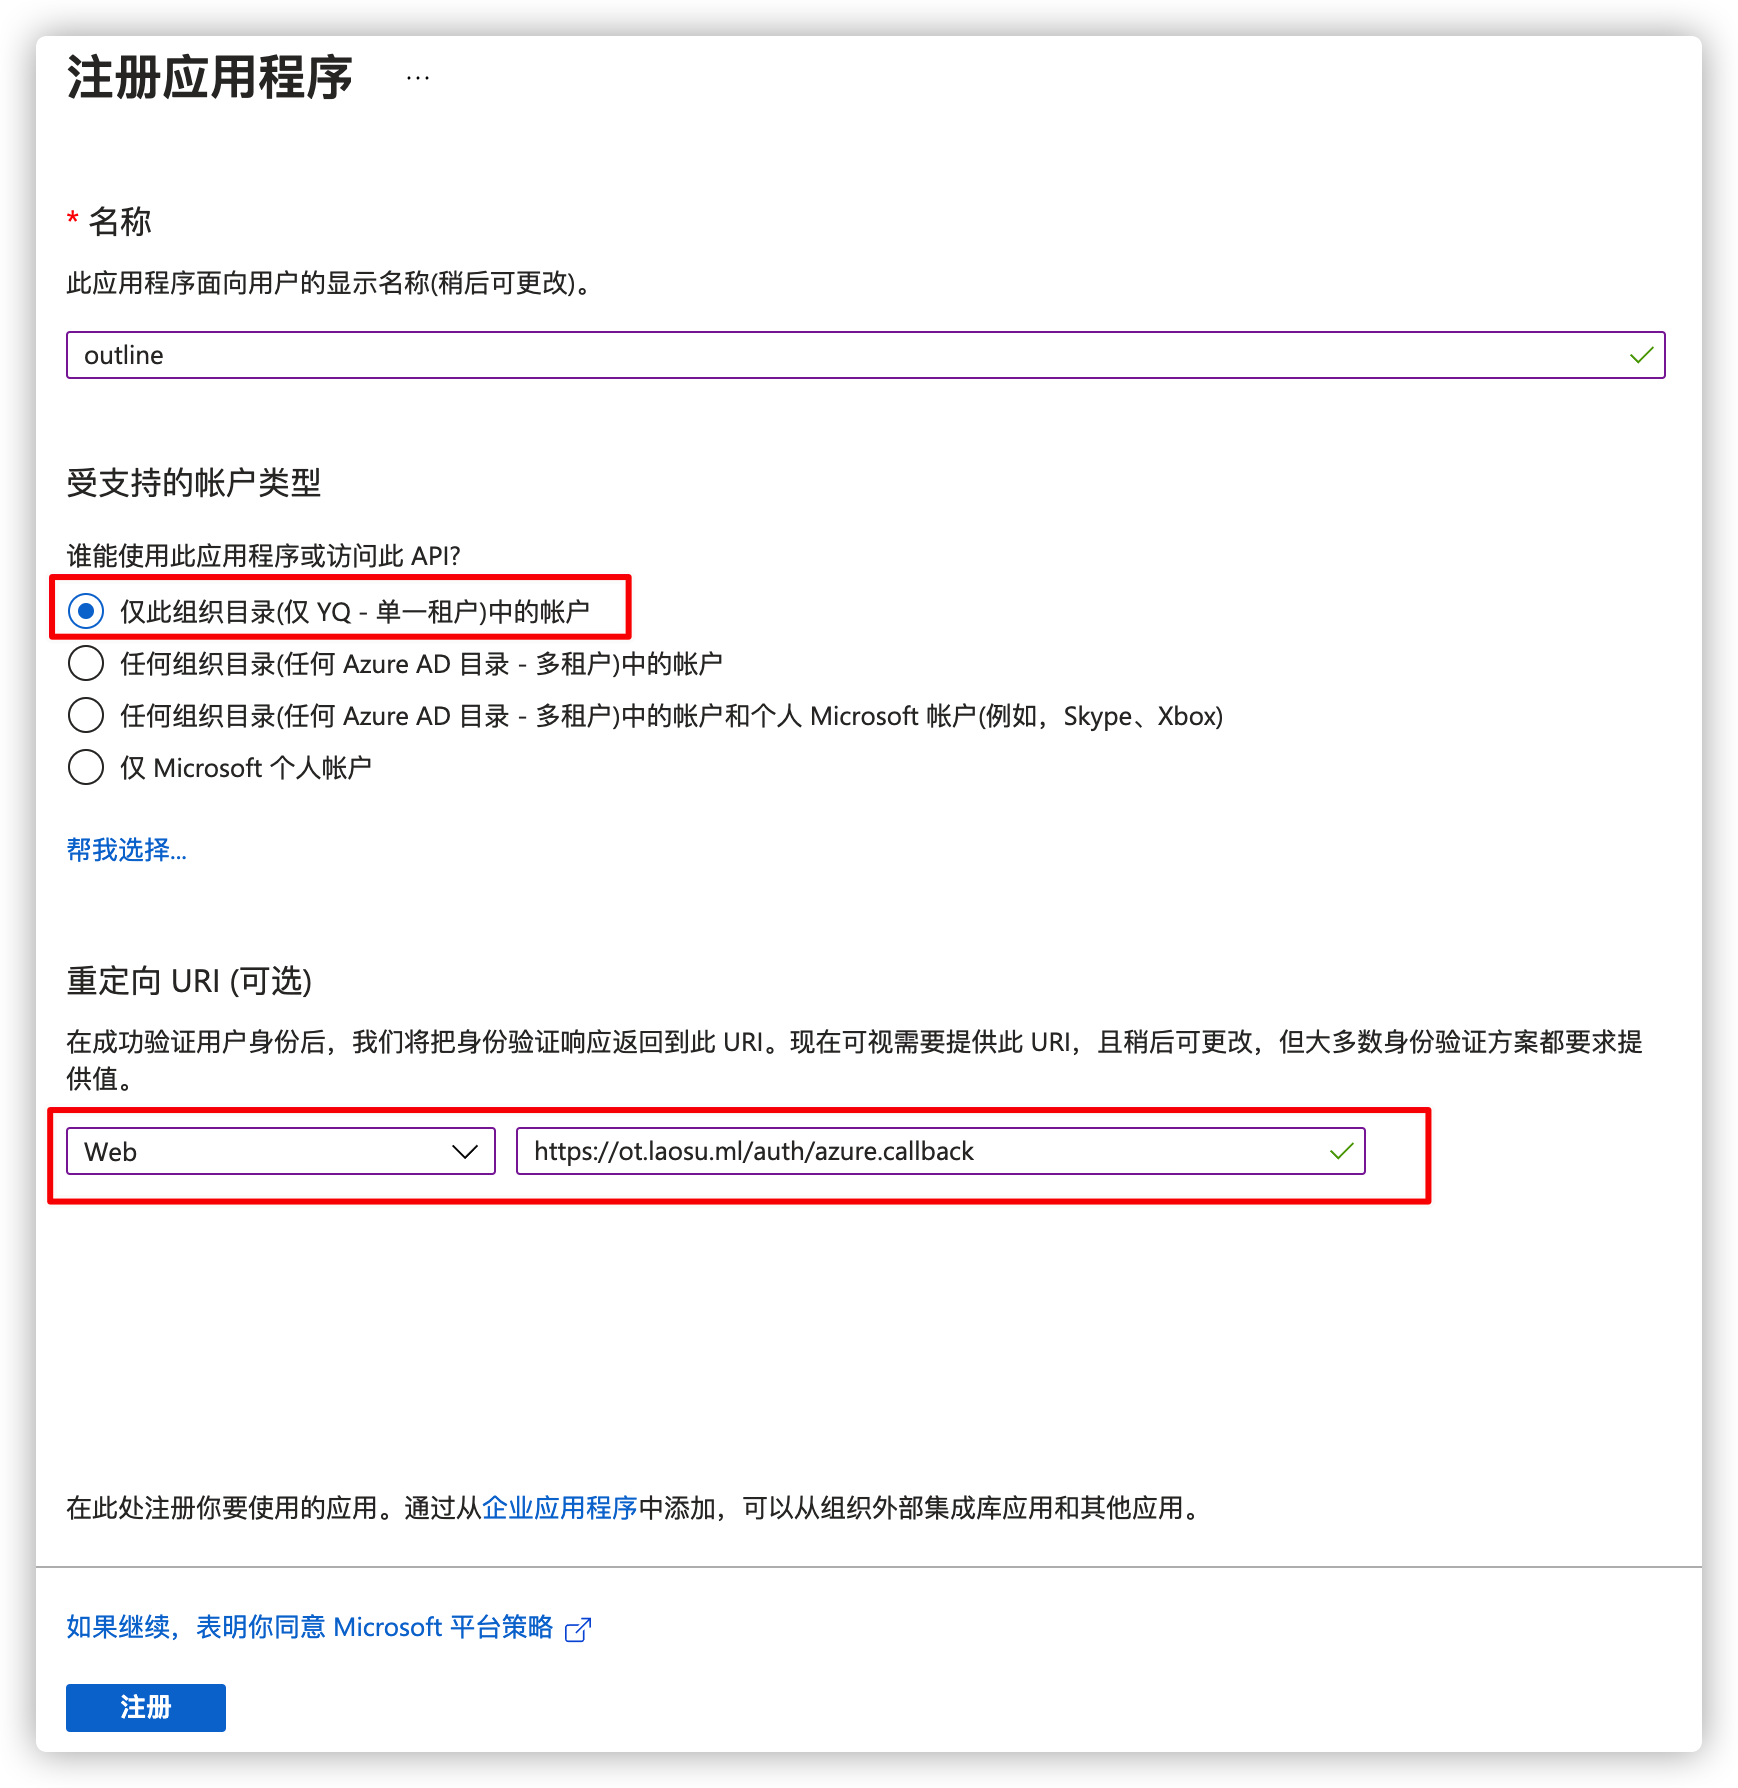 注册应用程序 ...
* 名称
此应用程序面向用户的显示名称(稍后可更改)。
outline
受支持的帐户类型
谁能使用此应用程序或访问此 API?
仅此组织目录(仅 YQ - 单一租户)中的帐户
任何组织目录(任何 Azure AD 目录 - 多租户)中的帐户
任何组织目录(任何 Azure AD 目录 - 多租户)中的帐户和个人 Microsoft 帐户(例如，Skype、Xbox)
仅 Microsoft 个人帐户
帮我选择...
重定向 URI (可选)
在成功验证用户身份后，我们将把身份验证响应返回到此 URI。现在可视需要提供此 URI，且稍后可更改，但大多数身份验证方案都要求提
供值。
Web https://ot.laosu.ml/auth/azure.callback
在此处注册你要使用的应用。通过从企业应用程序中添加，可以从组织外部集成库应用和其他应用。
如果继续，表明你同意 Microsoft 平台策略
注册